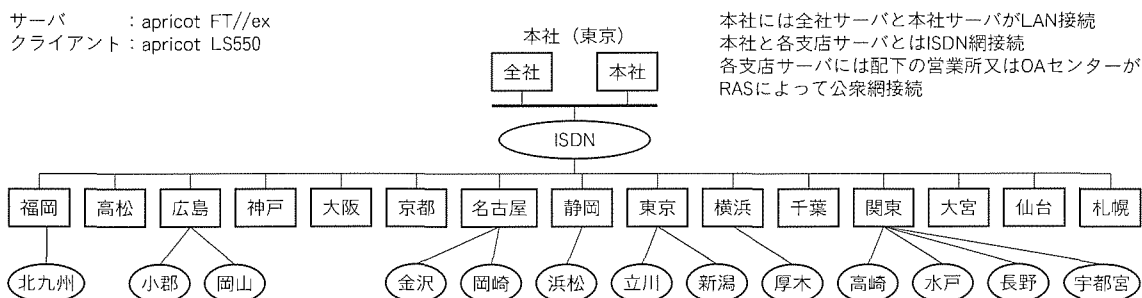 サーバ　　　：apricot FT//ex
クライアント：apricot LS550
本社には全社サーバと本社サーバがLAN接続
本社と各支店サーバとはISDN網接続
各支店サーバには配下の営業所又はOAセンターが
RASによって公衆網接続
本社（東京）
全社　本社
ISDN
福岡　高松　広島　神戸　大阪　京都　名古屋　静岡　東京　横浜　千葉　関東　大宮　仙台　札幌
北九州　小郡　岡山　金沢　岡崎　浜松　立川　新潟　厚木　高崎　水戸　長野　宇都宮